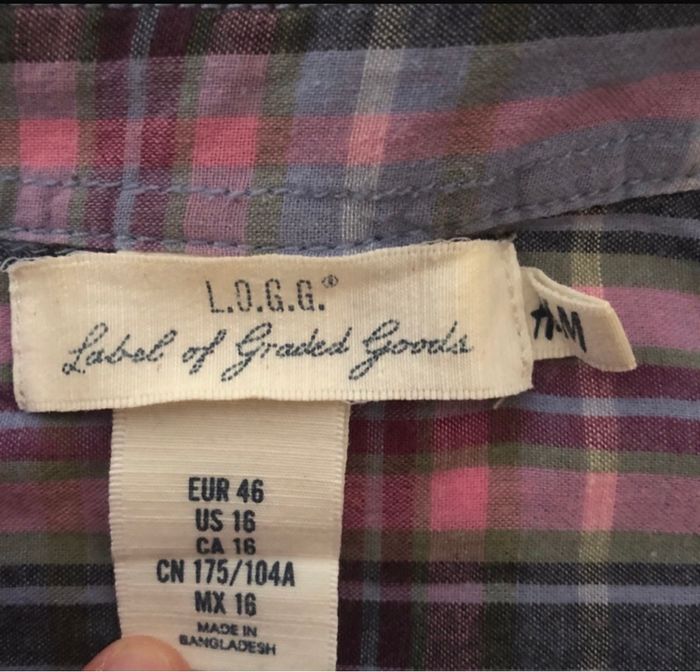 L.O.G.G.®
Label of Graded Goods
H&M
EUR 46
US 16
CA 16
CN 175/104A
MX 16
MADE IN
BANGLADESH